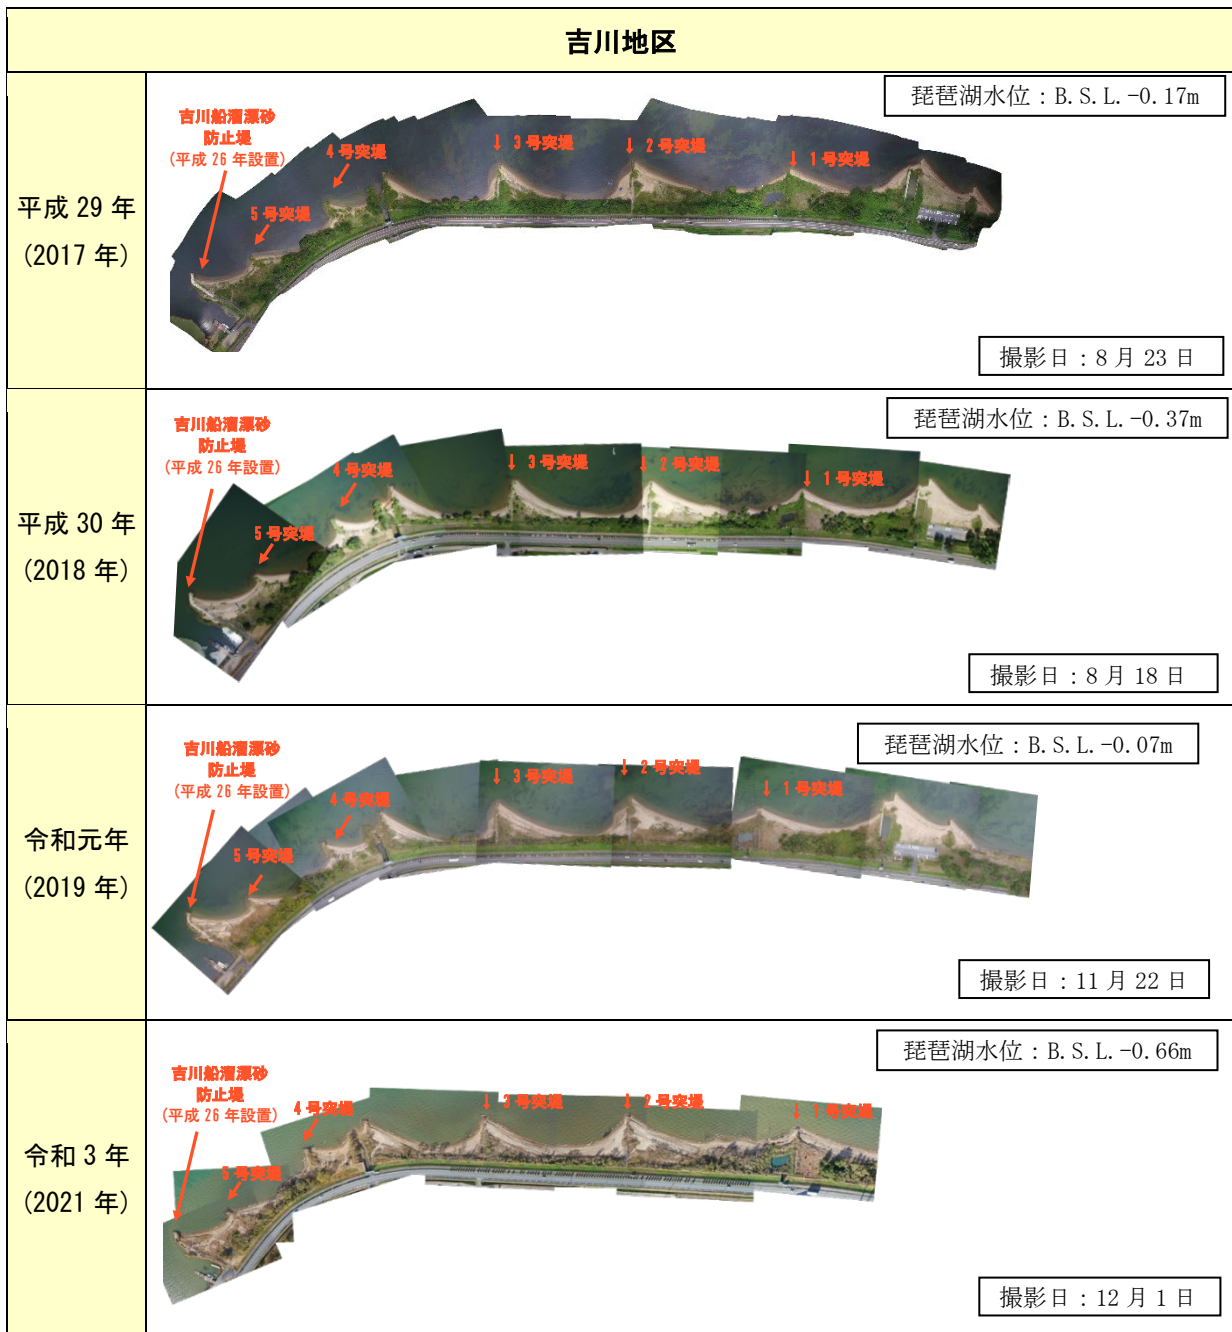 吉川地区
平成 29 年
(2017 年)
琵琶湖水位：B.S.L.-0.17m
吉川船溜漂砂
防止堤
(平成 26 年設置)
5 号突堤
4 号突堤
↓ 3 号突堤
↓ 2 号突堤
↓ 1 号突堤
撮影日：8 月 23 日
平成 30 年
(2018 年)
琵琶湖水位：B.S.L.-0.37m
吉川船溜漂砂
防止堤
(平成 26 年設置)
5 号突堤
4 号突堤
↓ 3 号突堤
↓ 2 号突堤
↓ 1 号突堤
撮影日：8 月 18 日
令和元年
(2019 年)
琵琶湖水位：B.S.L.-0.07m
吉川船溜漂砂
防止堤
(平成 26 年設置)
5 号突堤
4 号突堤
↓ 3 号突堤
↓ 2 号突堤
↓ 1 号突堤
撮影日：11 月 22 日
令和 3 年
(2021 年)
琵琶湖水位：B.S.L.-0.66m
吉川船溜漂砂
防止堤
(平成 26 年設置)
5 号突堤
4 号突堤
↓ 3 号突堤
↓ 2 号突堤
↓ 1 号突堤
撮影日：12 月 1 日